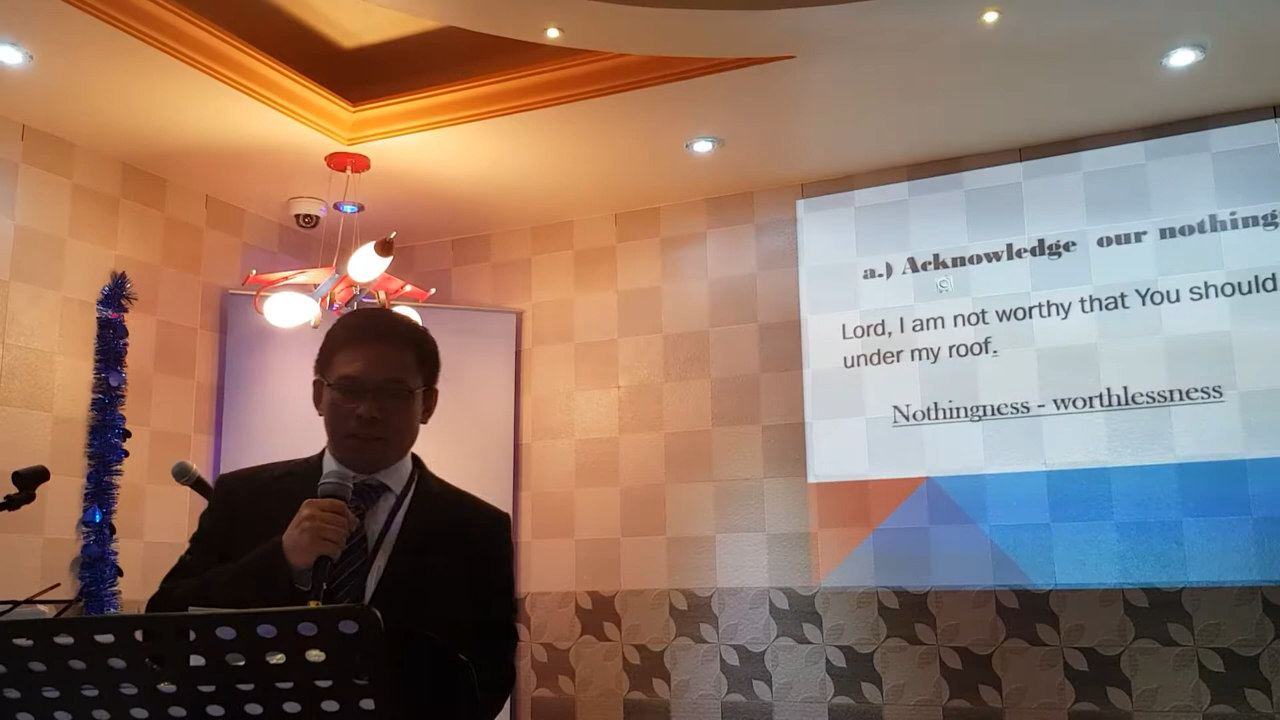 a.) Acknowledge our nothing
Lord, I am not worthy that You should
under my roof.
Nothingness - worthlessness